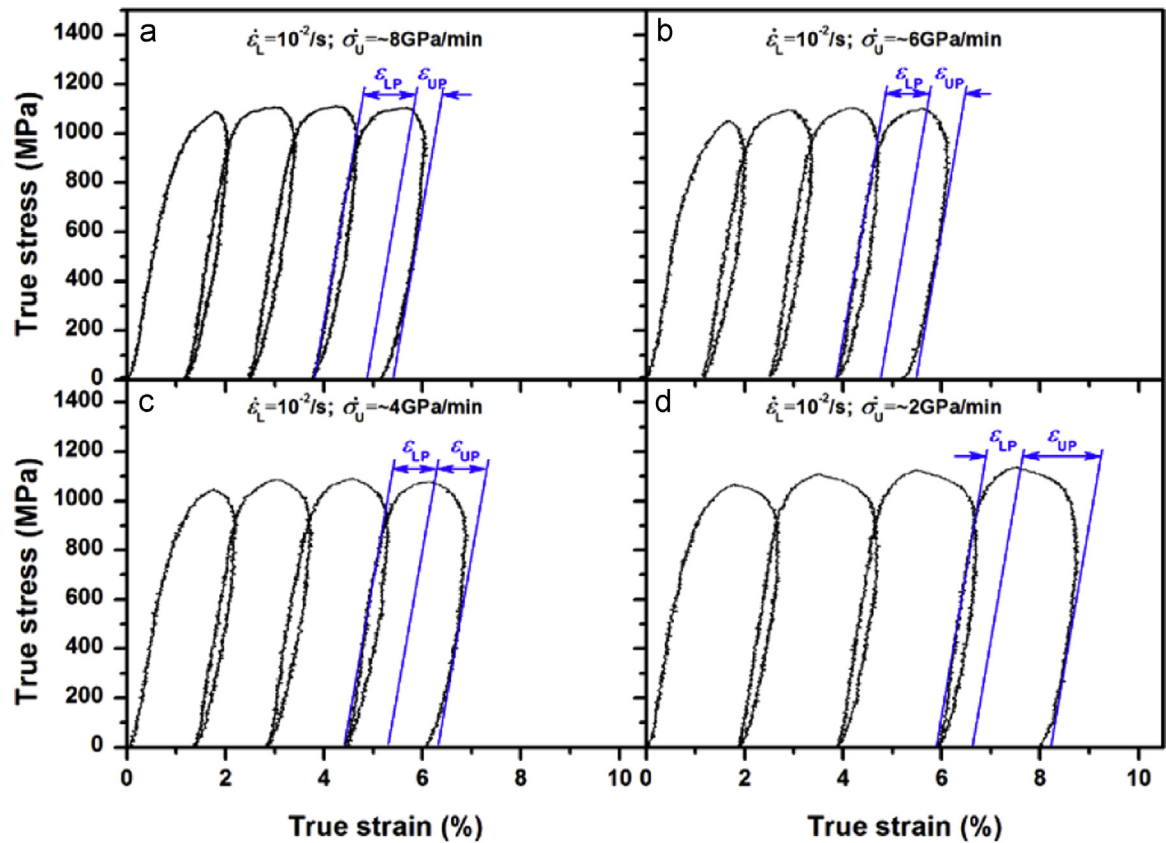 a
ε̇L=10⁻²/s; σ̇U=~8GPa/min
εLP
εUP
b
ε̇L=10⁻²/s; σ̇U=~6GPa/min
εLP
εUP
True stress (MPa)
1400
1200
1000
800
600
400
200
0
c
ε̇L=10⁻²/s; σ̇U=~4GPa/min
εLP
εUP
d
ε̇L=10⁻²/s; σ̇U=~2GPa/min
εLP
εUP
True stress (MPa)
1400
1200
1000
800
600
400
200
0
0 2 4 6 8 10
0 2 4 6 8 10
True strain (%)
True strain (%)